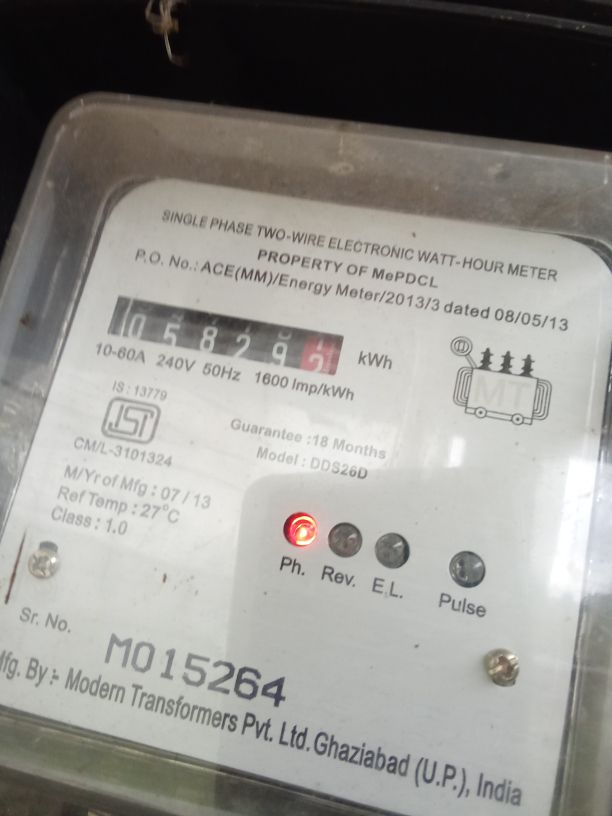 SINGLE PHASE TWO-WIRE ELECTRONIC WATT-HOUR METER
PROPERTY OF MePDCL
P.O. No.: ACE(MM)/Energy Meter/2013/3 dated 08/05/13
05829 2 kWh
10-60A 240V 50Hz 1600 Imp/kWh
IS : 13779
CM/L-3101324
Guarantee :18 Months
Model : DDS26D
MT
M/Yr of Mfg : 07/13
Ref Temp : 27°C
Class : 1.0
Ph. Rev. E.L. Pulse
Sr. No.
M015264
Mfg. By :- Modern Transformers Pvt. Ltd. Ghaziabad (U.P.), India